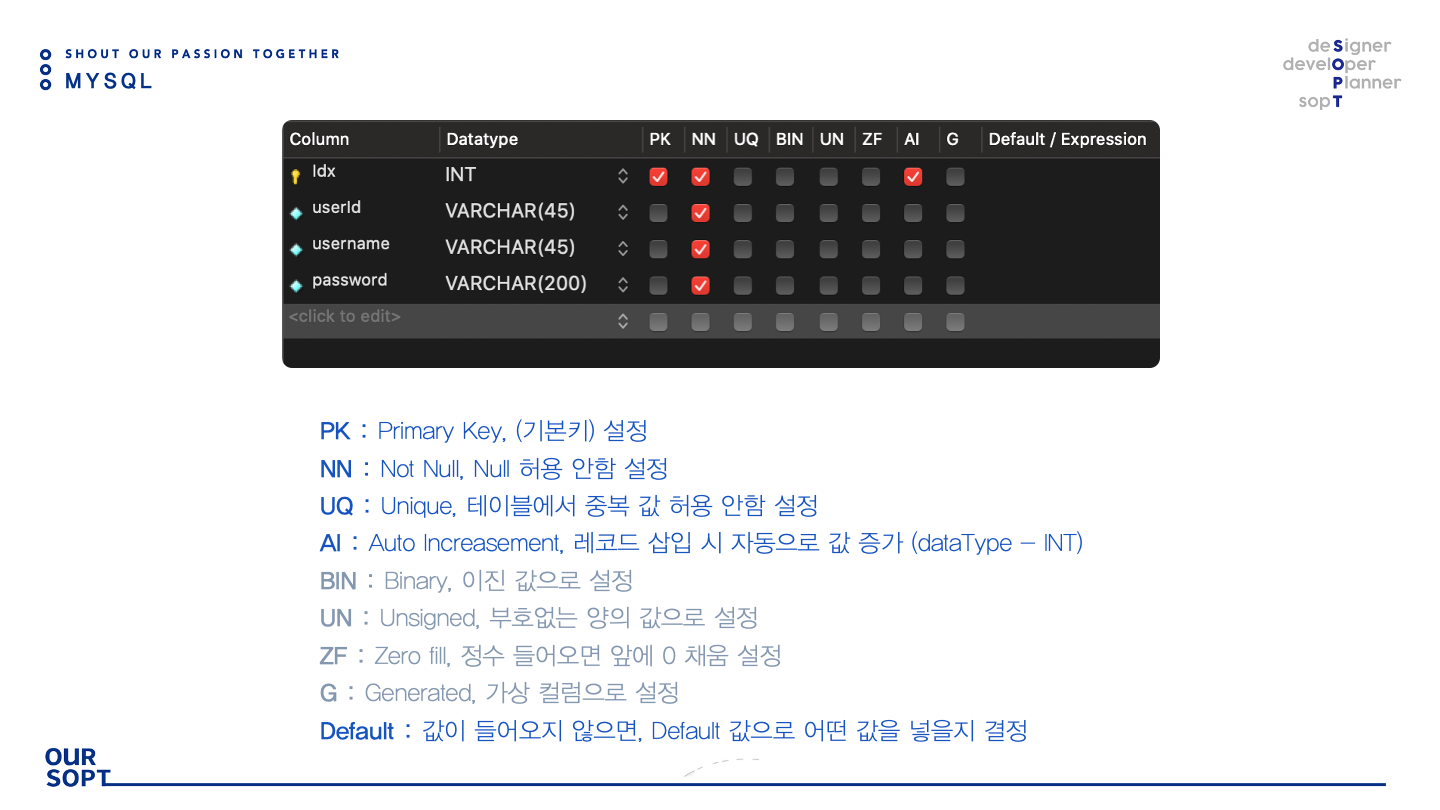 SHOUT OUR PASSION TOGETHER
MYSQL
deSigner
develOper
Planner
sopT
Column Datatype PK NN UQ BIN UN ZF AI G Default / Expression
Idx INT
userId VARCHAR(45)
username VARCHAR(45)
password VARCHAR(200)
<click to edit>
PK : Primary Key, (기본키) 설정
NN : Not Null, Null 허용 안함 설정
UQ : Unique, 테이블에서 중복 값 허용 안함 설정
AI : Auto Increasement, 레코드 삽입 시 자동으로 값 증가 (dataType – INT)
BIN : Binary, 이진 값으로 설정
UN : Unsigned, 부호없는 양의 값으로 설정
ZF : Zero fill, 정수 들어오면 앞에 0 채움 설정
G : Generated, 가상 컬럼으로 설정
Default : 값이 들어오지 않으면, Default 값으로 어떤 값을 넣을지 결정
OUR
SOPT